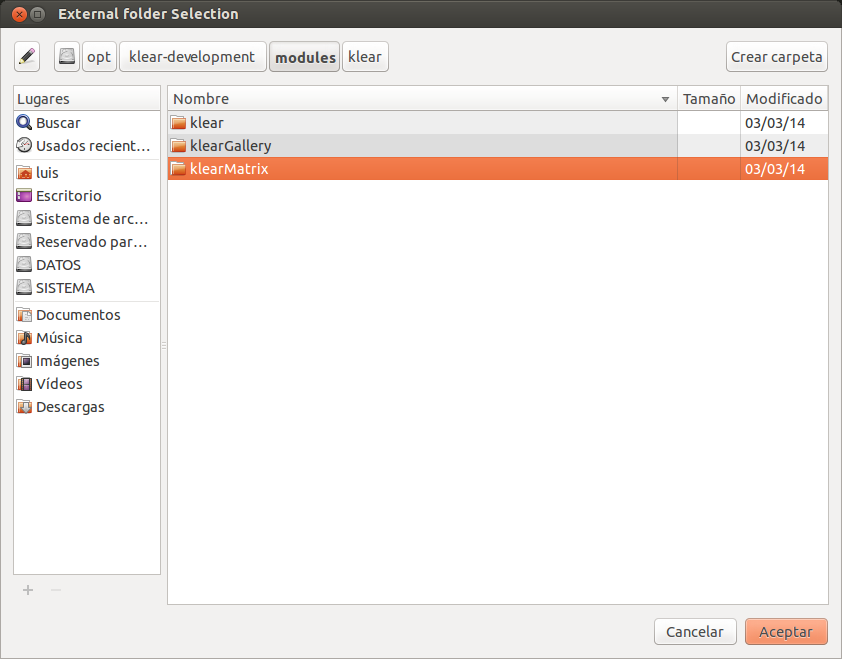 External folder Selection
opt klear-development modules klear Crear carpeta
Lugares
Buscar
Usados recient...
luis
Escritorio
Sistema de arc...
Reservado par...
DATOS
SISTEMA
Documentos
Música
Imágenes
Vídeos
Descargas
Nombre Tamaño Modificado
klear 03/03/14
klearGallery 03/03/14
klearMatrix 03/03/14
Cancelar Aceptar